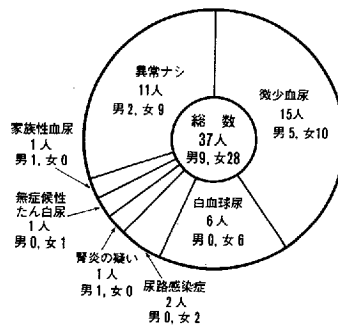 異常ナシ
11人
男2, 女9
微少血尿
15人
男5, 女10
総数
37人
男9, 女28
家族性血尿
1人
男1, 女0
無症候性
たん白尿
1人
男0, 女1
腎炎の疑い
1人
男1, 女0
尿路感染症
2人
男0, 女2
白血球尿
6人
男0, 女6